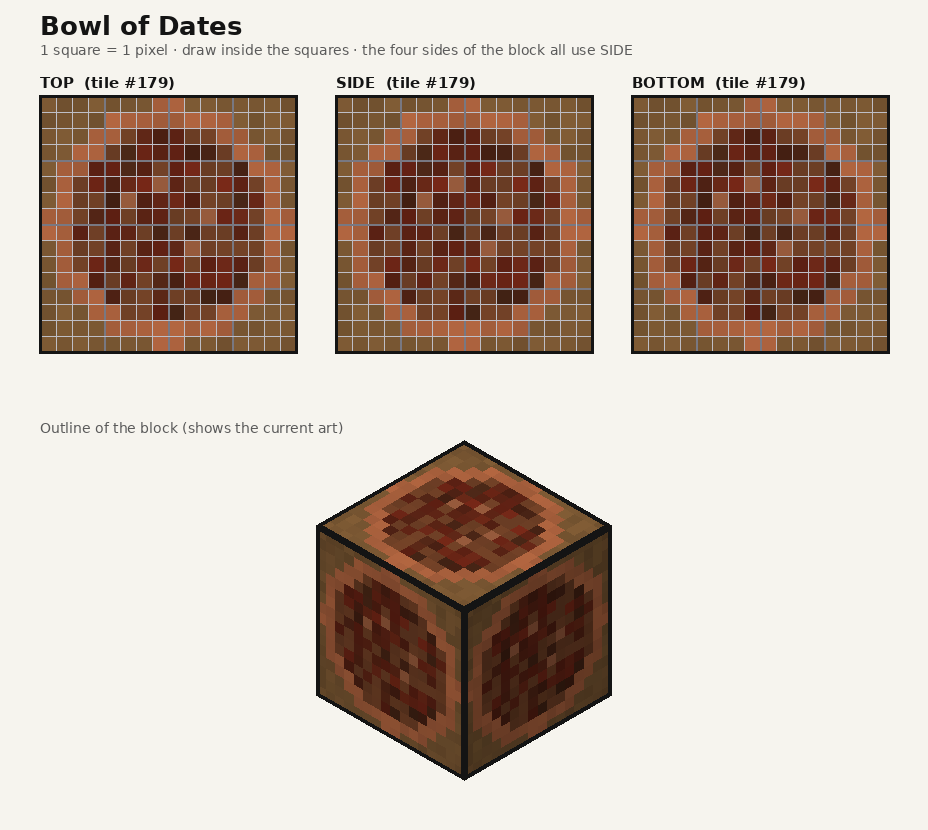 Bowl of Dates
1 square = 1 pixel · draw inside the squares · the four sides of the block all use SIDE
TOP (tile #179)
SIDE (tile #179)
BOTTOM (tile #179)
Outline of the block (shows the current art)